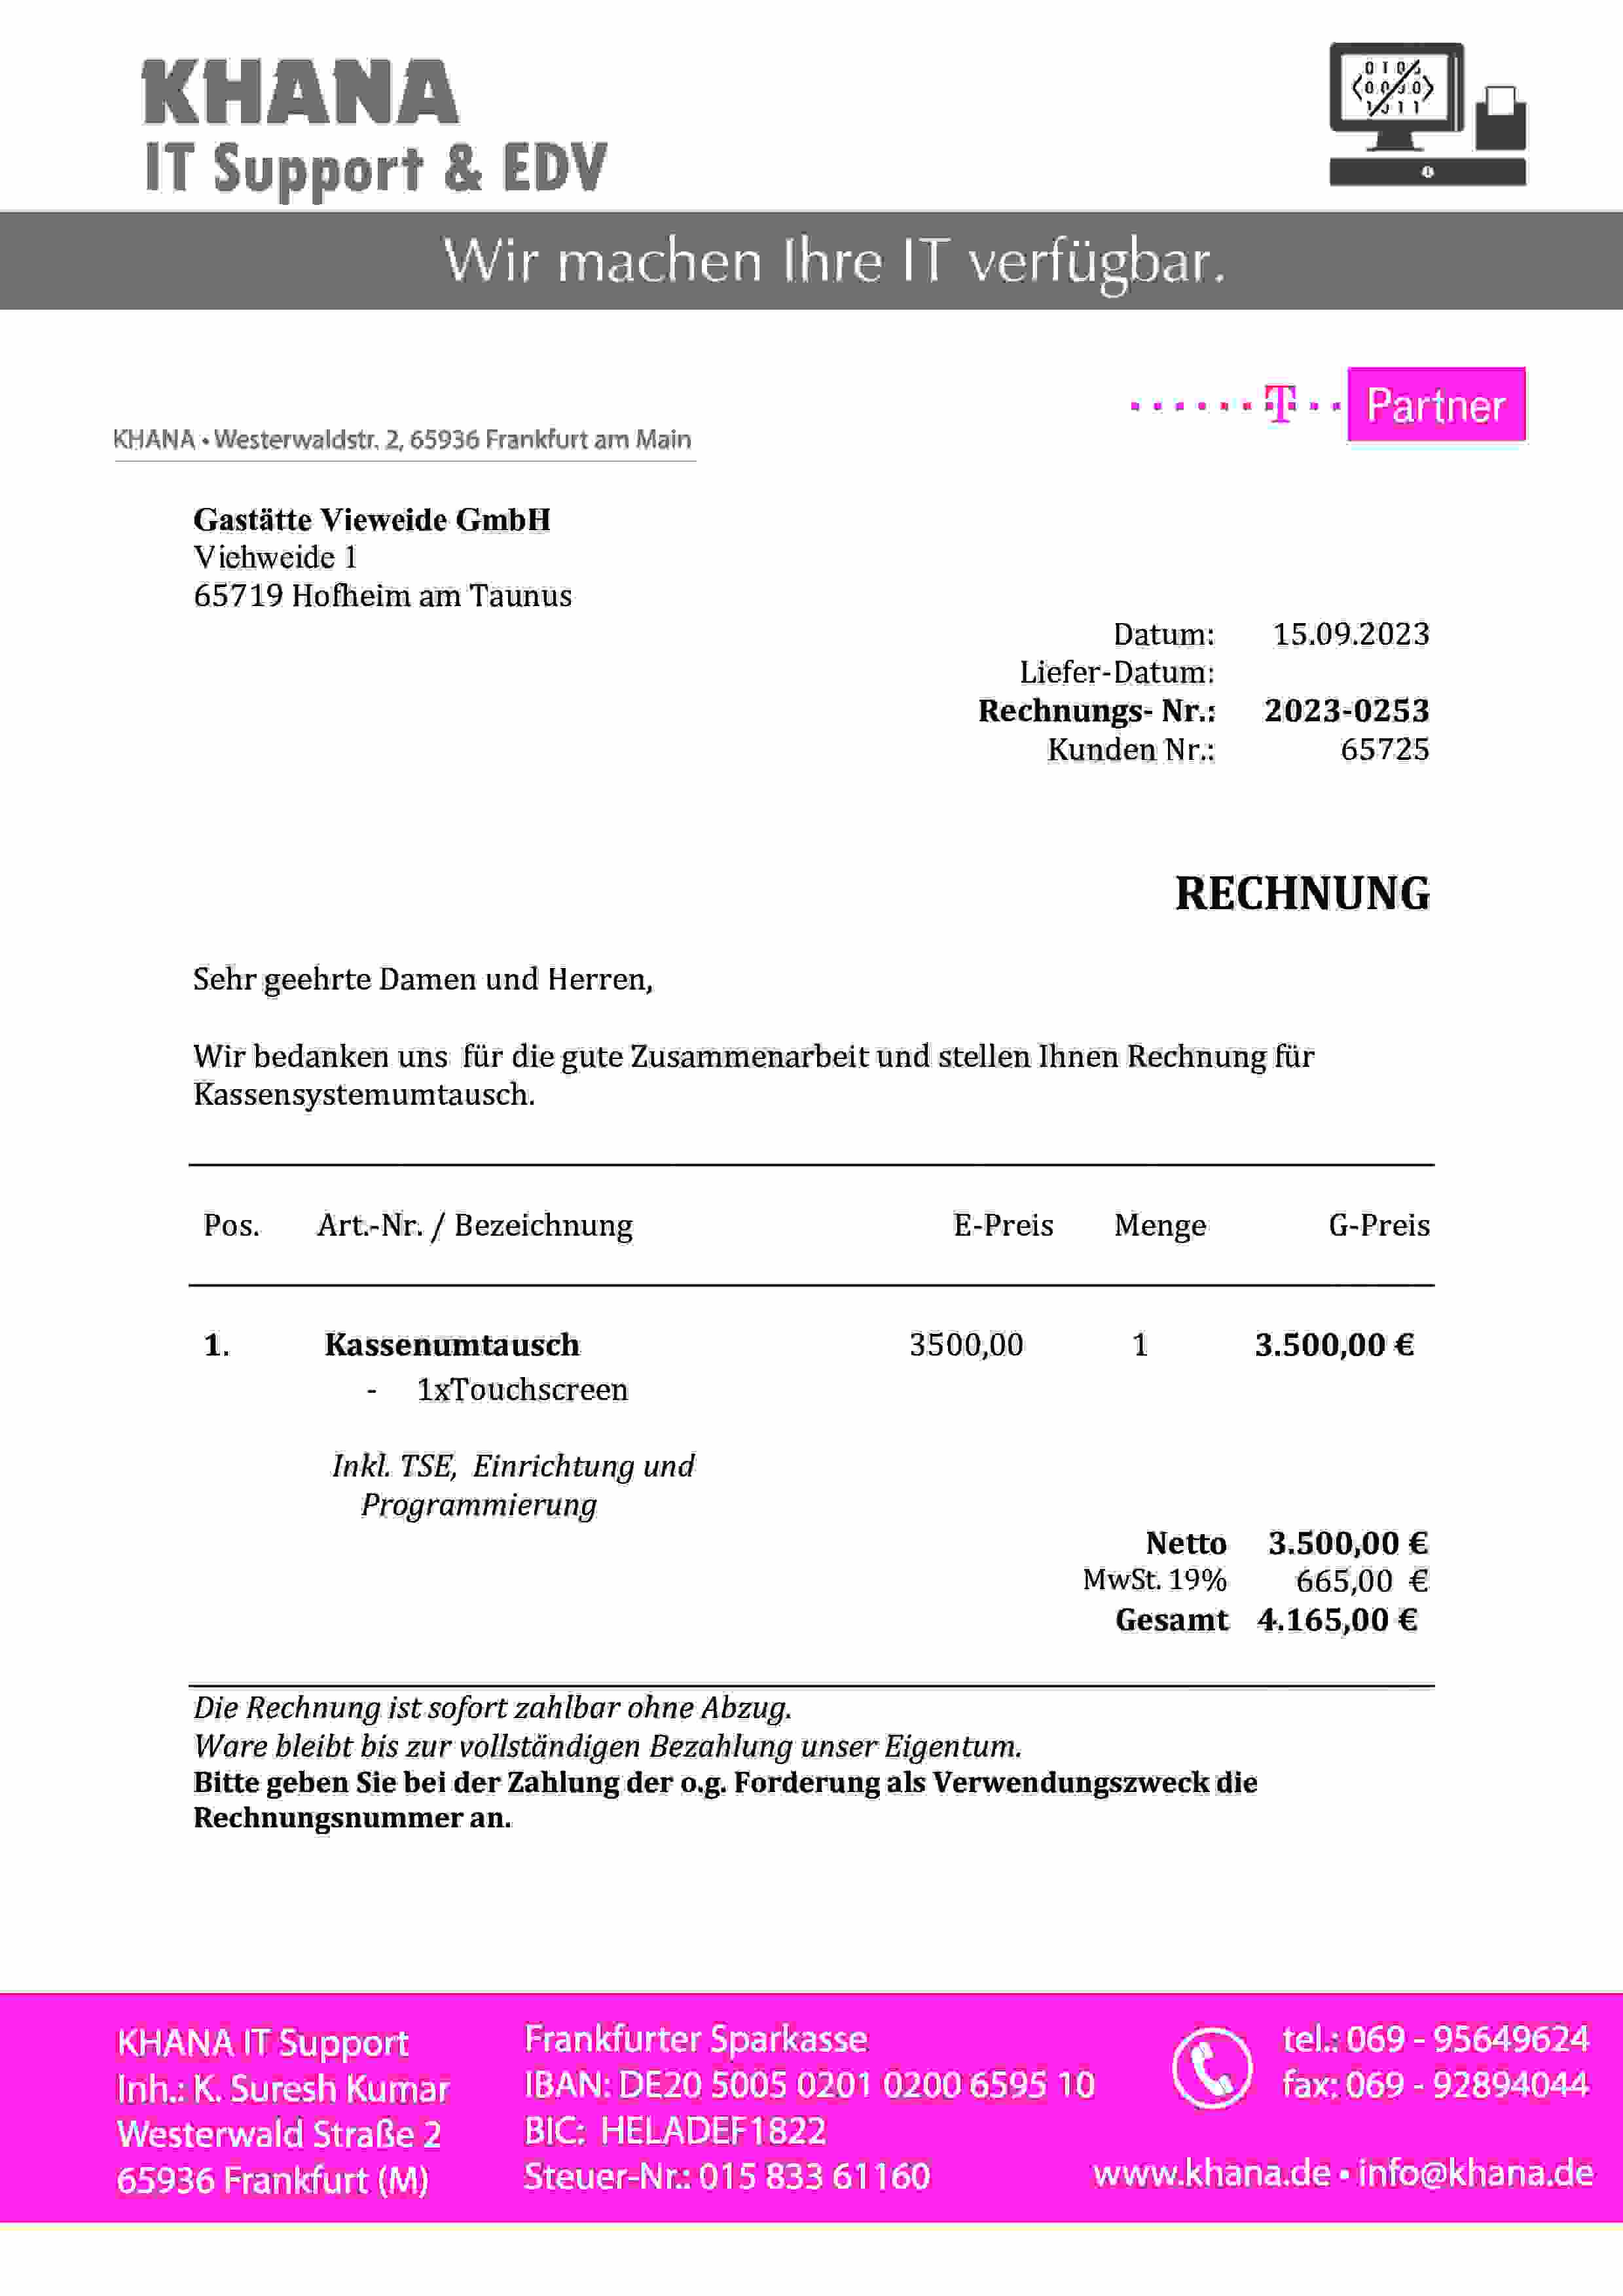 KHANA
IT Support & EDV
Wir machen Ihre IT verfügbar.
T Partner
KHANA • Westerwaldstr. 2, 65936 Frankfurt am Main
Gastätte Vieweide GmbH
Viehweide 1
65719 Hofheim am Taunus
Datum: 15.09.2023
Liefer-Datum:
Rechnungs- Nr.: 2023-0253
Kunden Nr.: 65725
RECHNUNG
Sehr geehrte Damen und Herren,
Wir bedanken uns für die gute Zusammenarbeit und stellen Ihnen Rechnung für
Kassensystemumtausch.
Pos. Art.-Nr. / Bezeichnung E-Preis Menge G-Preis
1. Kassenumtausch 3500,00 1 3.500,00 €
- 1xTouchscreen
Inkl. TSE, Einrichtung und
Programmierung
Netto 3.500,00 €
MwSt. 19% 665,00 €
Gesamt 4.165,00 €
Die Rechnung ist sofort zahlbar ohne Abzug.
Ware bleibt bis zur vollständigen Bezahlung unser Eigentum.
Bitte geben Sie bei der Zahlung der o.g. Forderung als Verwendungszweck die
Rechnungsnummer an.
KHANA IT Support
Inh.: K. Suresh Kumar
Westerwald Straße 2
65936 Frankfurt (M)
Frankfurter Sparkasse
IBAN: DE20 5005 0201 0200 6595 10
BIC: HELADEF1822
Steuer-Nr.: 015 833 61160
tel.: 069 - 95649624
fax: 069 - 92894044
www.khana.de • info@khana.de